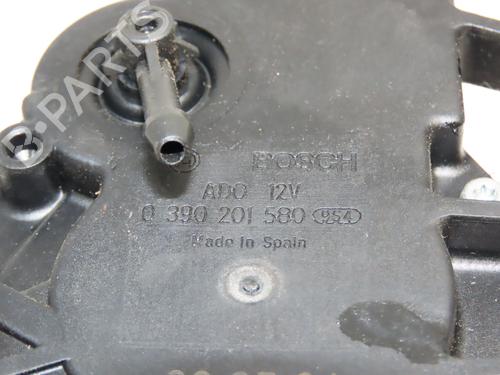 B-PARTS
BOSCH
ADO 12V
0 390 201 580
Made in Spain